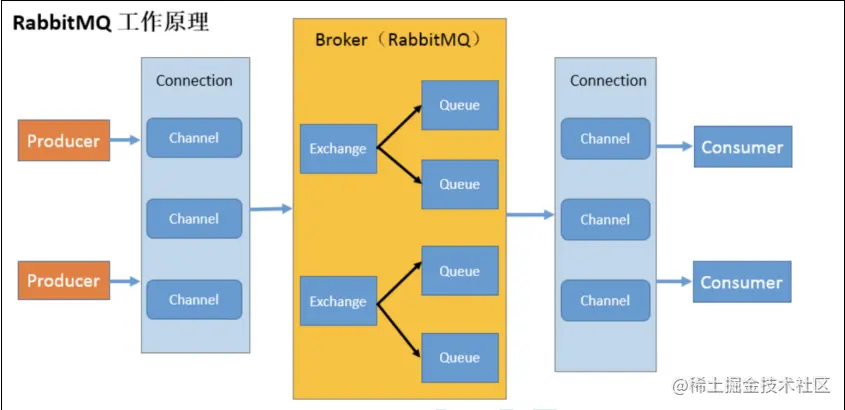 RabbitMQ 工作原理
Broker（RabbitMQ）
Connection
Connection
Producer
Channel
Exchange
Queue
Queue
Channel
Consumer
Channel
Channel
Producer
Channel
Exchange
Queue
Queue
Channel
Consumer
@稀土掘金技术社区